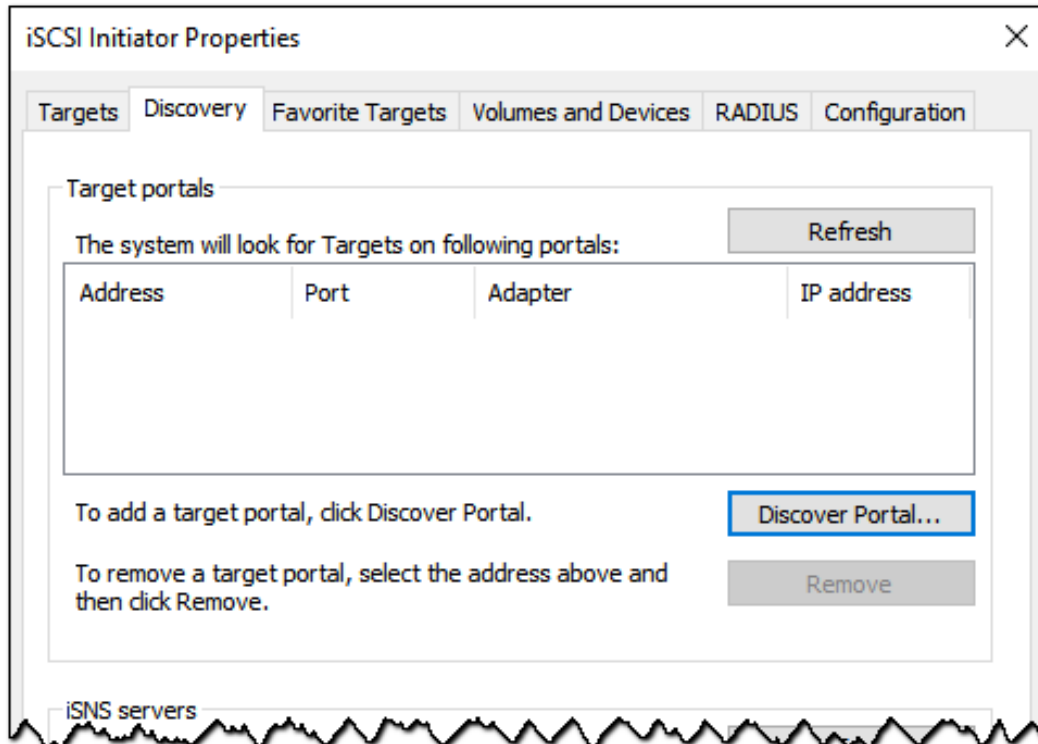 iSCSI Initiator Properties
Targets Discovery Favorite Targets Volumes and Devices RADIUS Configuration
Target portals
Refresh
The system will look for Targets on following portals:
Address Port Adapter IP address
To add a target portal, click Discover Portal.
Discover Portal...
To remove a target portal, select the address above and
then click Remove.
Remove
iSNS servers